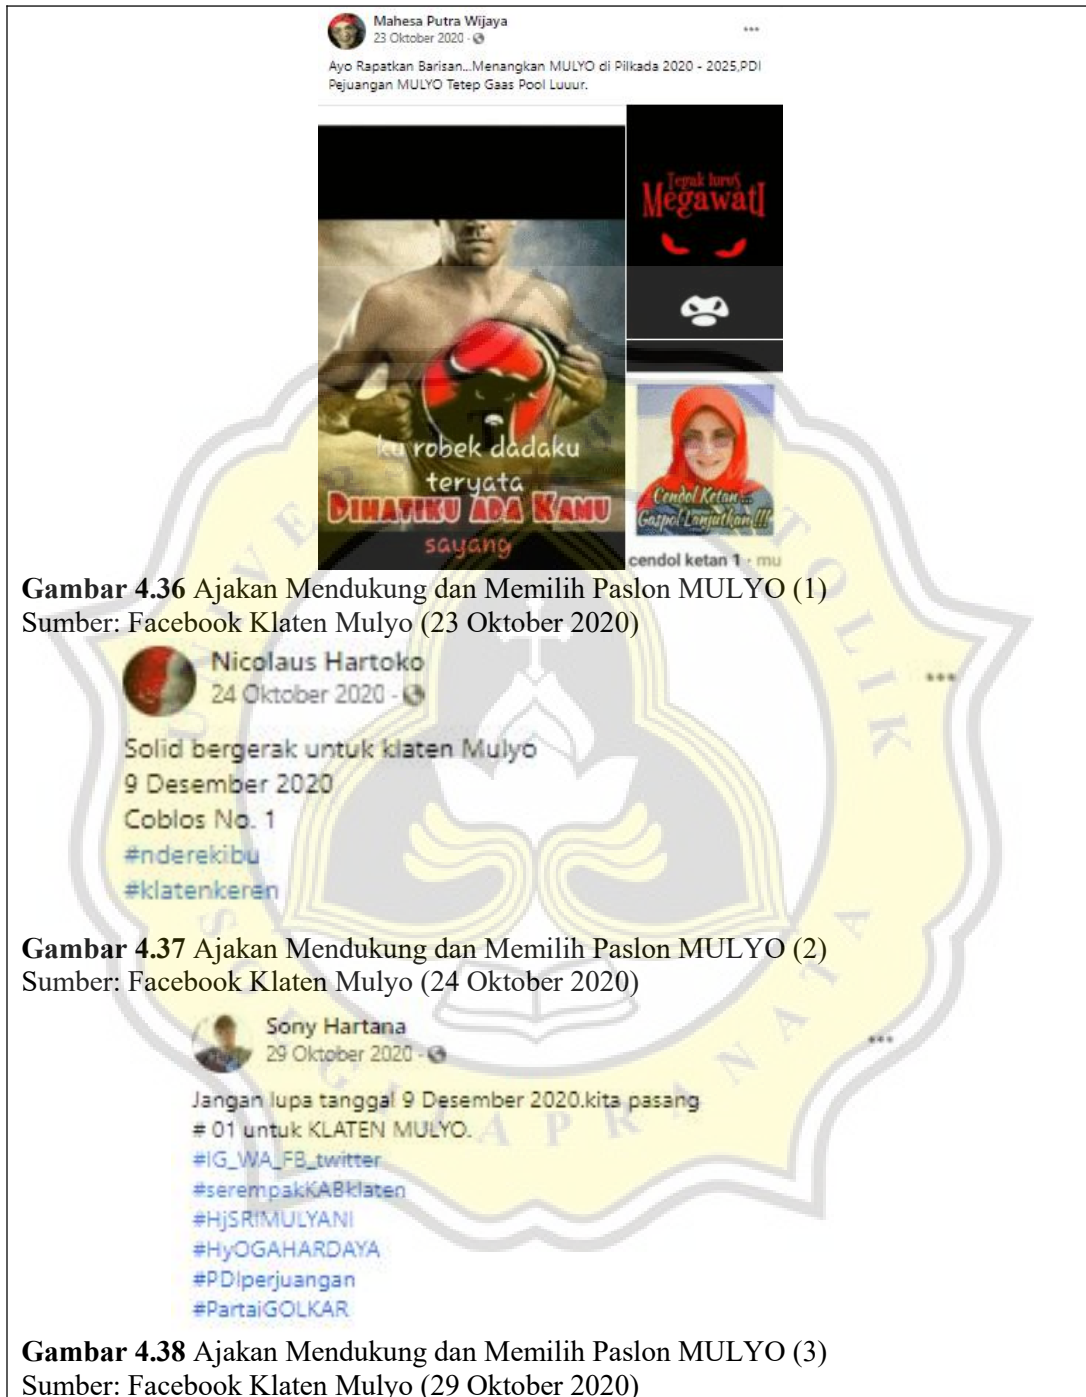 Mahesa Putra Wijaya
23 Oktober 2020 ·
Ayo Rapatkan Barisan...Menangkan MULYO di Pilkada 2020 - 2025,PDI
Pejuangan MULYO Tetep Gaas Pool Luuur.
Tegak lurus
Megawati
ku robek dadaku
teryata
DIHATIKU ADA KAMU
sayang
Cendol Ketan ...
Gaspol Lanjutkan !!!
cendol ketan 1 · mu
Gambar 4.36 Ajakan Mendukung dan Memilih Paslon MULYO (1)
Sumber: Facebook Klaten Mulyo (23 Oktober 2020)
Nicolaus Hartoko
24 Oktober 2020 ·
Solid bergerak untuk klaten Mulyo
9 Desember 2020
Coblos No. 1
#nderekibu
#klatenkeren
Gambar 4.37 Ajakan Mendukung dan Memilih Paslon MULYO (2)
Sumber: Facebook Klaten Mulyo (24 Oktober 2020)
Sony Hartana
29 Oktober 2020 ·
Jangan lupa tanggal 9 Desember 2020.kita pasang
# 01 untuk KLATEN MULYO.
#IG_WA_FB_twitter
#serempakKABklaten
#HjSRIMULYANI
#HyOGAHARDAYA
#PDIperjuangan
#PartaiGOLKAR
Gambar 4.38 Ajakan Mendukung dan Memilih Paslon MULYO (3)
Sumber: Facebook Klaten Mulyo (29 Oktober 2020)